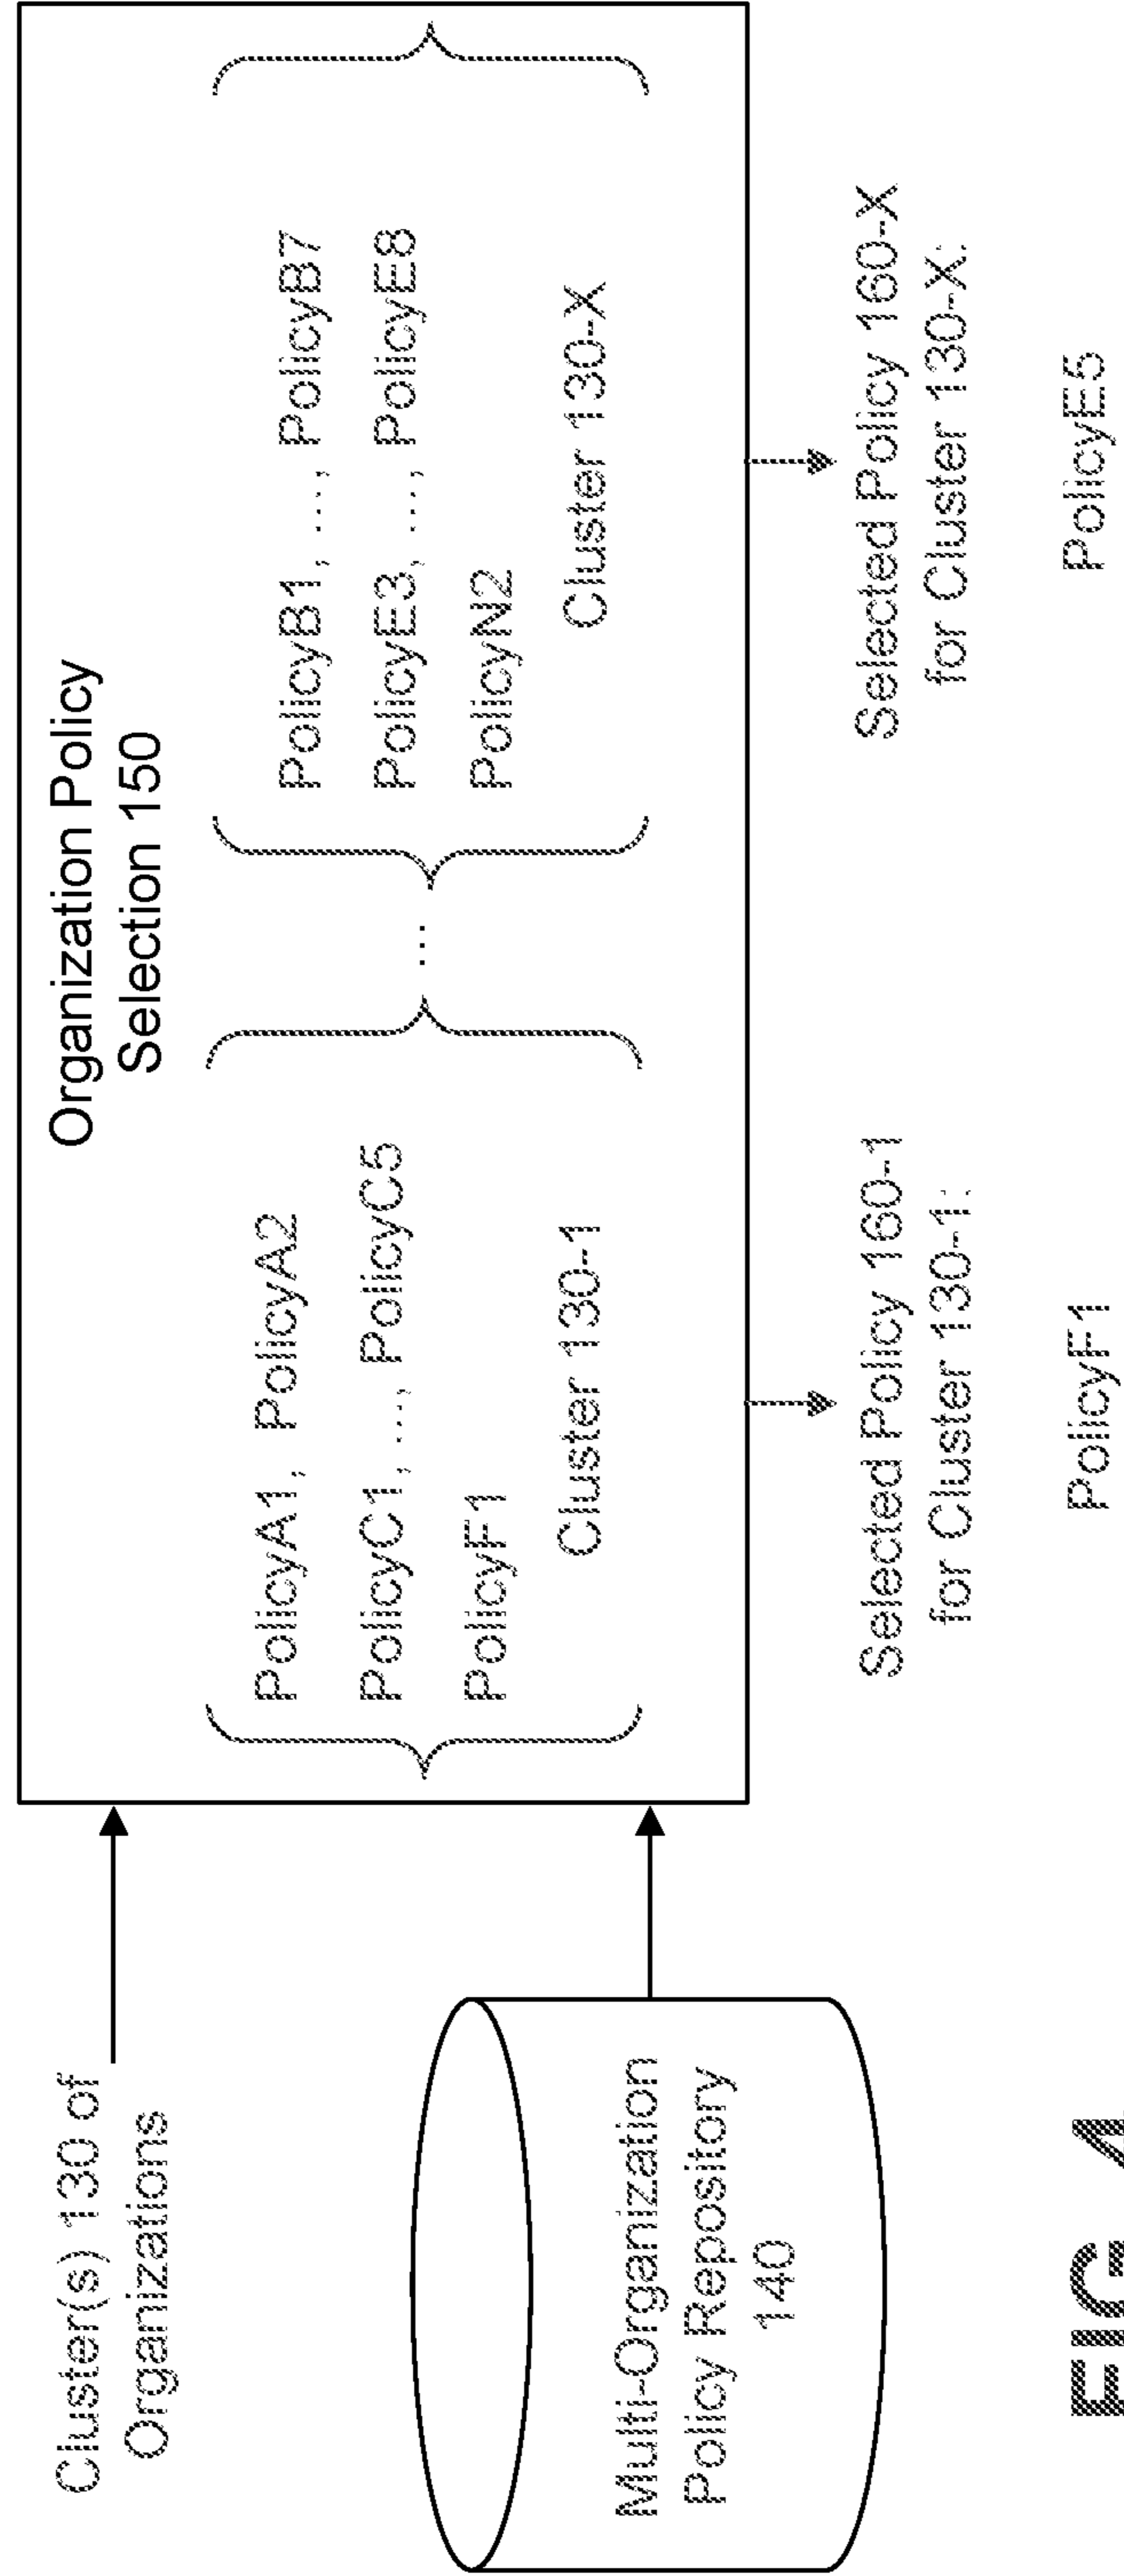 Cluster(s) 130 of
Organizations
Multi-Organization
Policy Repository
140
Organization Policy
Selection 150
PolicyA1, PolicyA2
PolicyC1, ..., PolicyC5
PolicyF1
Cluster 130-1
...
PolicyB1, ..., PolicyB7
PolicyE3, ..., PolicyE8
PolicyN2
Cluster 130-X
Selected Policy 160-1
for Cluster 130-1:
PolicyF1
Selected Policy 160-X
for Cluster 130-X:
PolicyE5
FIG. 4